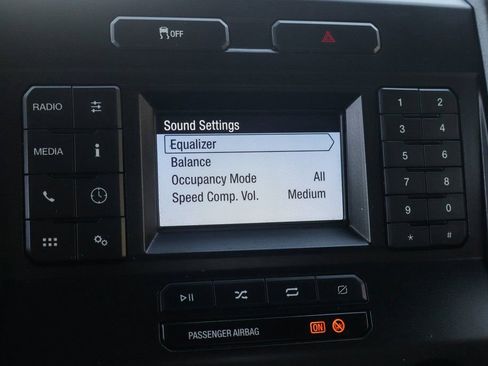 OFF
RADIO
MEDIA
i
Sound Settings
Equalizer
Balance
Occupancy Mode All
Speed Comp. Vol. Medium
1 2
3 4
5 6
7 8
9 0
* #
PASSENGER AIRBAG ON